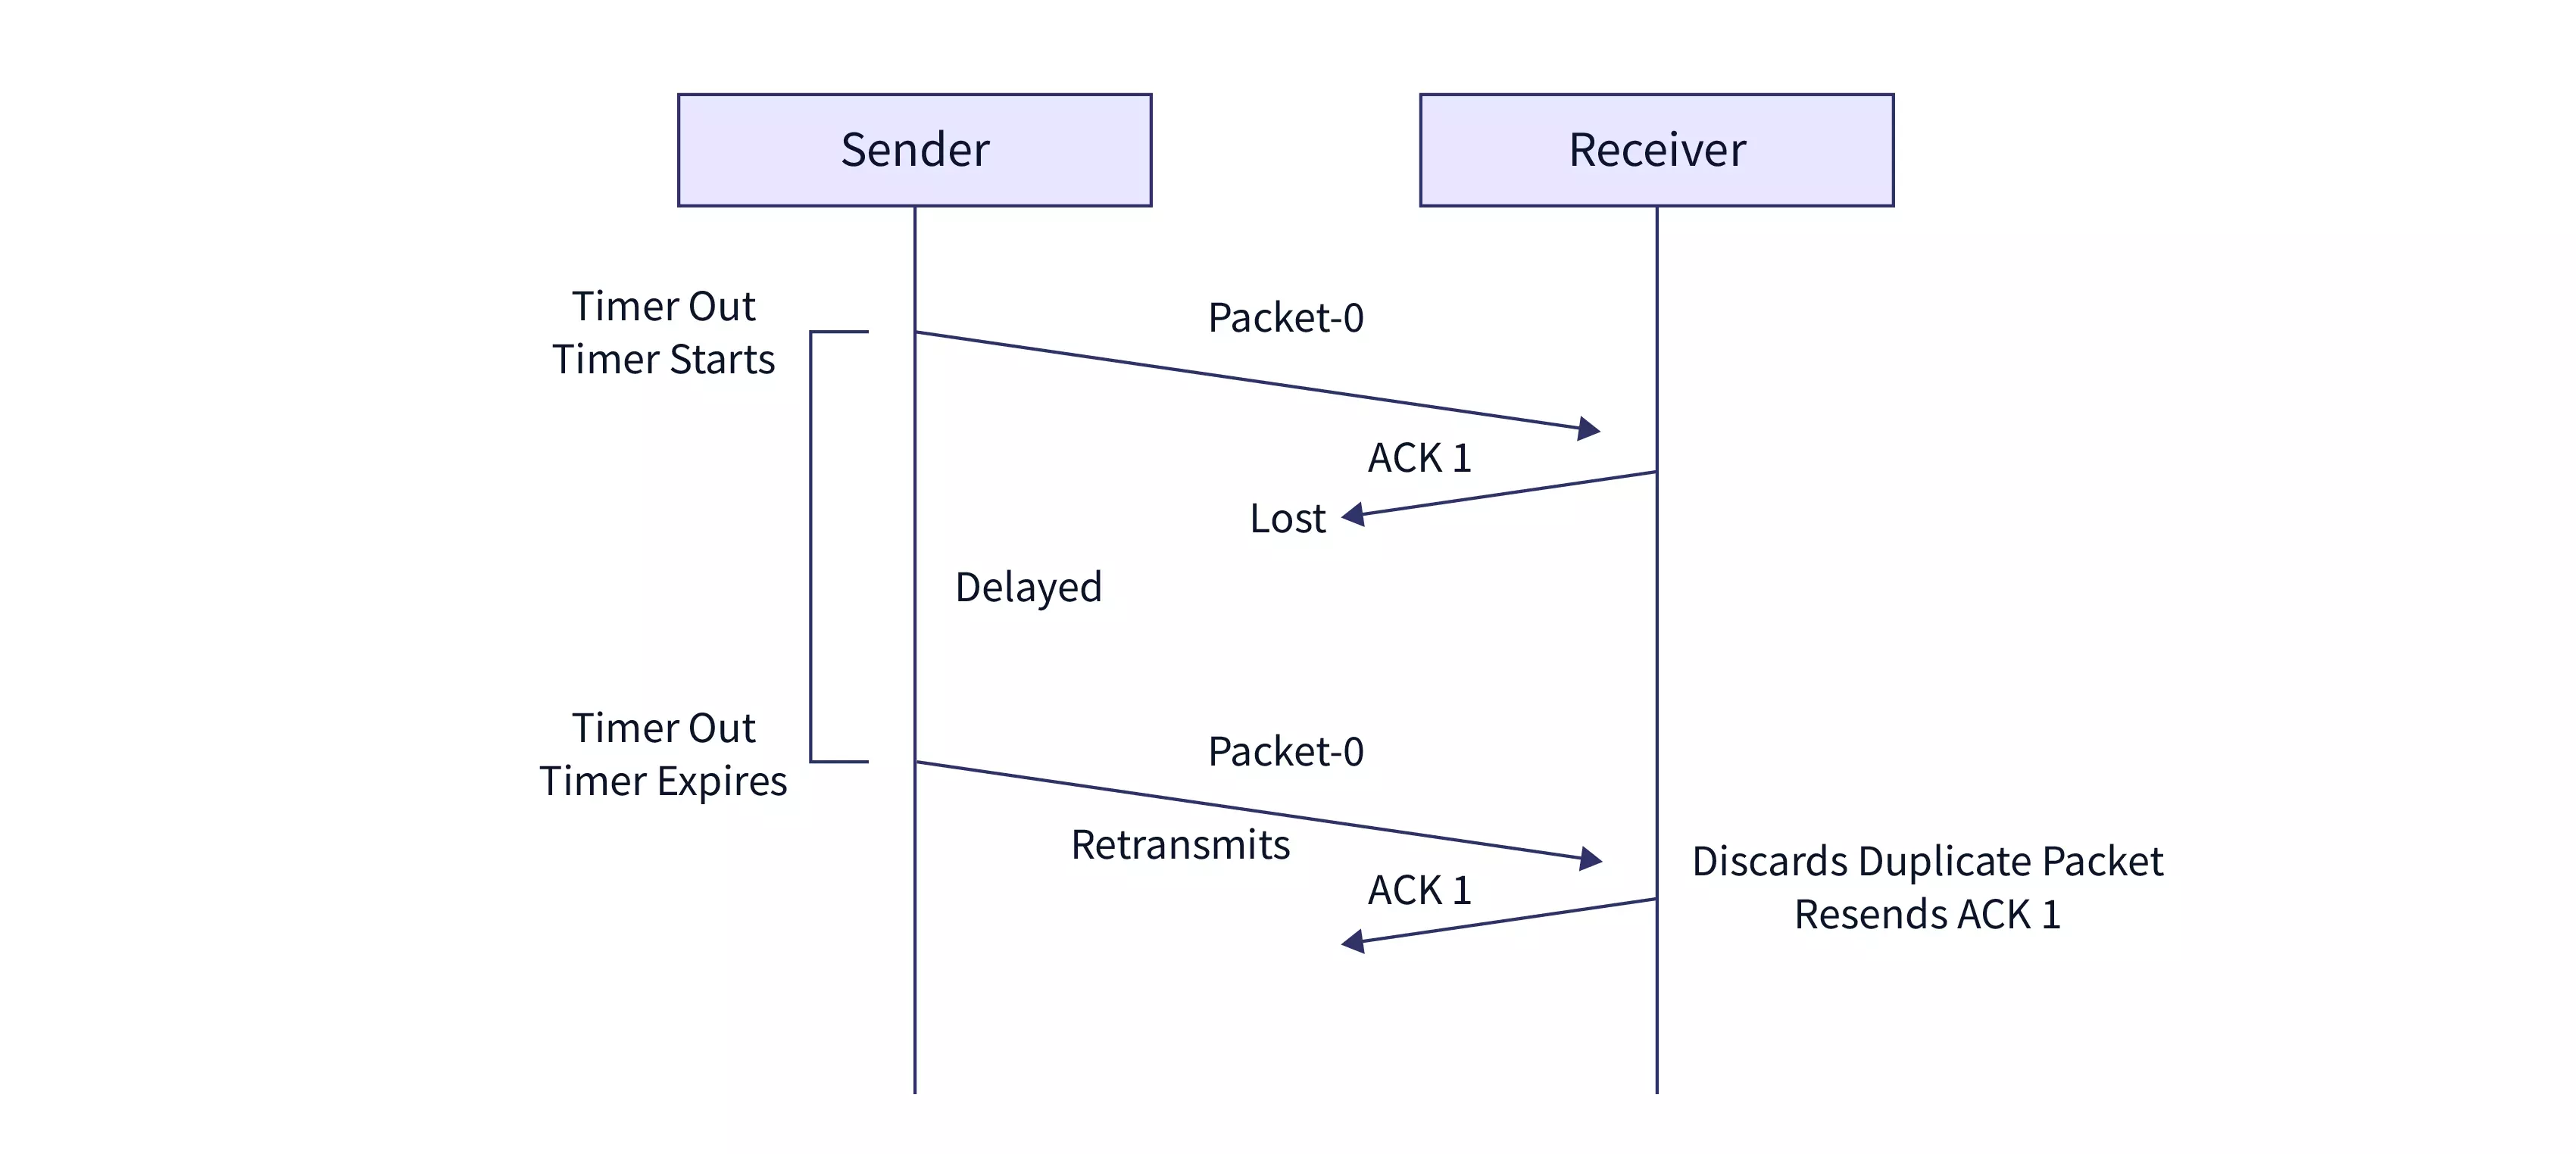 Sender
Receiver
Timer Out
Timer Starts
Packet-0
ACK 1
Lost
Delayed
Timer Out
Timer Expires
Packet-0
Retransmits
ACK 1
Discards Duplicate Packet
Resends ACK 1